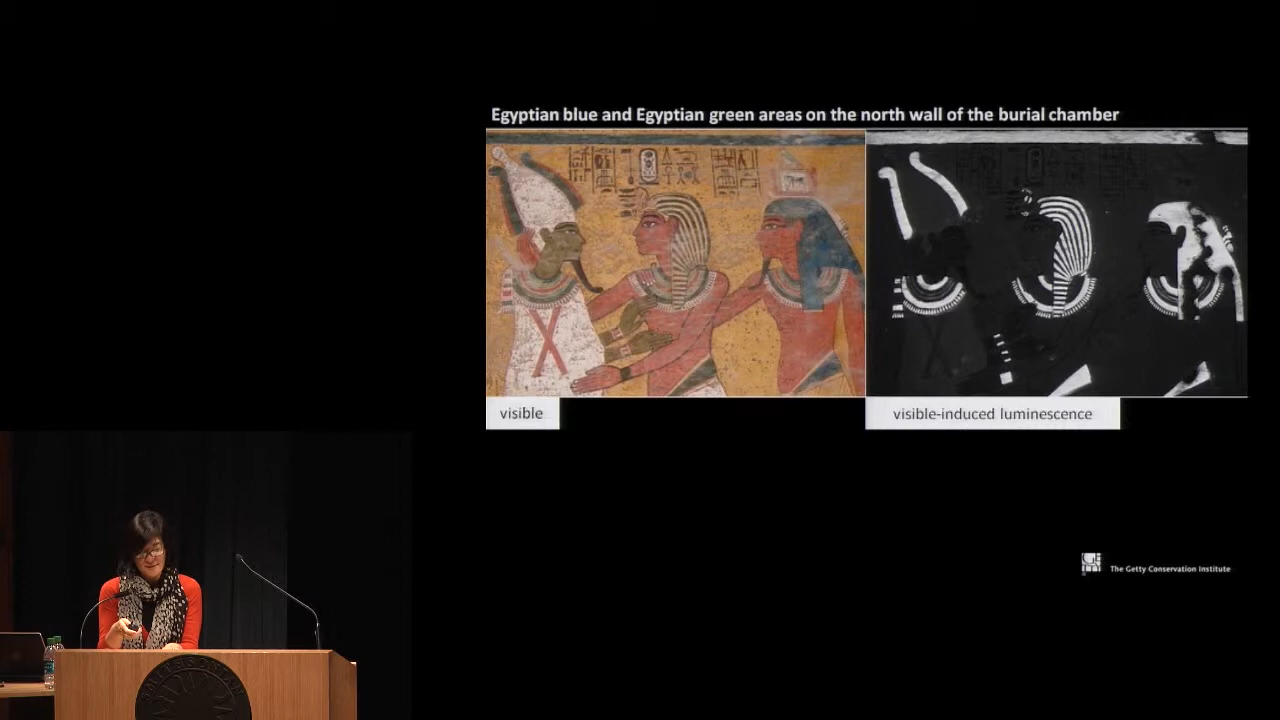 Egyptian blue and Egyptian green areas on the north wall of the burial chamber
visible
visible-induced luminescence
The Getty Conservation Institute